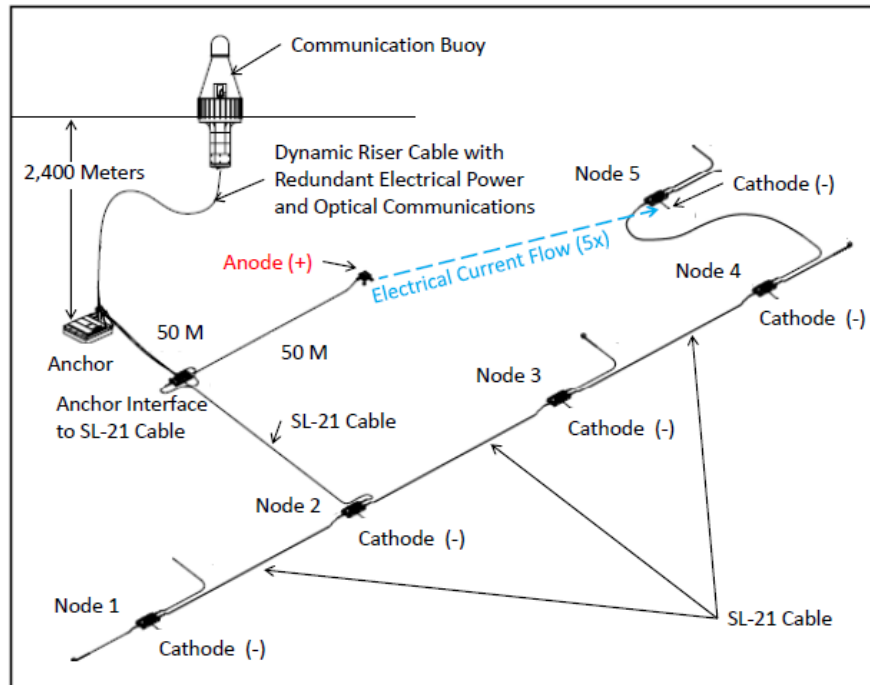 Communication Buoy
2,400 Meters
Dynamic Riser Cable with
Redundant Electrical Power
and Optical Communications
Node 5
Cathode (-)
Anode (+)
Electrical Current Flow (5x)
Node 4
Cathode (-)
50 M
50 M
Anchor
Anchor Interface
to SL-21 Cable
Node 3
Cathode (-)
SL-21 Cable
Node 2
Cathode (-)
Node 1
Cathode (-)
SL-21 Cable